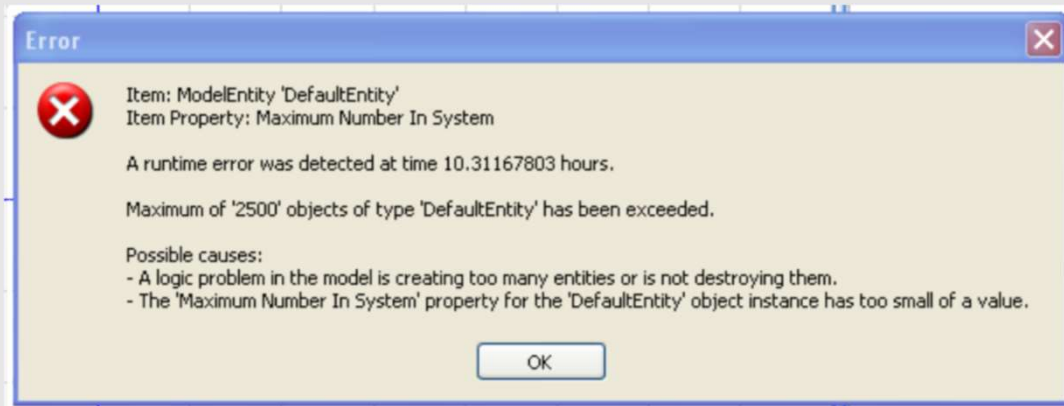 Error
Item: ModelEntity 'DefaultEntity'
Item Property: Maximum Number In System
A runtime error was detected at time 10.31167803 hours.
Maximum of '2500' objects of type 'DefaultEntity' has been exceeded.
Possible causes:
- A logic problem in the model is creating too many entities or is not destroying them.
- The 'Maximum Number In System' property for the 'DefaultEntity' object instance has too small of a value.
OK